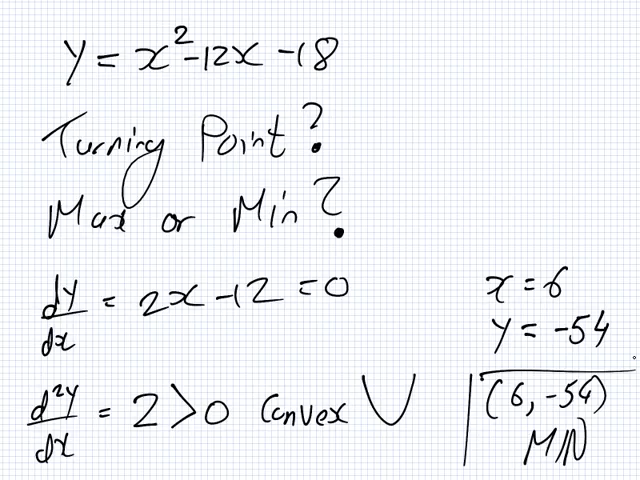 y = x² - 12x - 18
Turning Point?
Max or Min?
dy/dx = 2x - 12 = 0
x = 6
y = -54
d²y/dx = 2 > 0 Convex ∪
(6, -54)
MIN